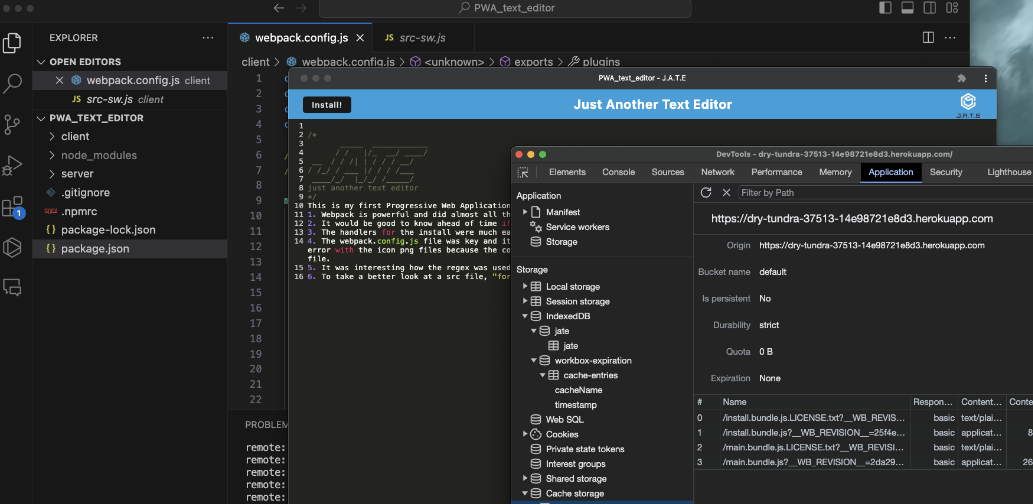 PWA_text_editor
EXPLORER
OPEN EDITORS
webpack.config.js client
JS src-sw.js client
PWA_TEXT_EDITOR
client
node_modules
server
.gitignore
.npmrc
{} package-lock.json
{} package.json
1
webpack.config.js
JS src-sw.js
client > webpack.config.js > <unknown> > exports > plugins
1
2
3
4
5
6
7
8
9
10
11
12
13
14
15
16
17
18
19
20
21
22
PROBLEM
remote:
remote:
remote:
remote:
remote:
PWA_text_editor - J.A.T.E
Install!
Just Another Text Editor
J.A.T.E
1
2 /*
3
4
5
6
7
8 just another text editor
9 */
10 This is my first Progressive Web Application
11 1. Webpack is powerful and did almost all th
12 2. It would be good to know ahead of time if
13 3. The handlers for the install were much ea
14 4. The webpack.config.js file was key and it
error with the icon png files because the co
file.
15 5. It was interesting how the regex was used
16 6. To take a better look at a src file, "for
DevTools - dry-tundra-37513-14e98721e8d3.herokuapp.com/
Elements Console Sources Network Performance Memory Application Security Lighthouse
Application
Manifest
Service workers
Storage
Storage
Local storage
Session storage
IndexedDB
jate
jate
workbox-expiration
cache-entries
cacheName
timestamp
Web SQL
Cookies
Private state tokens
Interest groups
Shared storage
Cache storage
Filter by Path
https://dry-tundra-37513-14e98721e8d3.herokuapp.com
Origin https://dry-tundra-37513-14e98721e8d3.herokuapp.com
Bucket name default
Is persistent No
Durability strict
Quota 0 B
Expiration None
# Name Respon... Content... Conte
0 /install.bundle.js.LICENSE.txt?__WB_REVIS... basic text/plai...
1 /install.bundle.js?__WB_REVISION__=25f4e... basic applicat... 8
2 /main.bundle.js.LICENSE.txt?__WB_REVISI... basic text/plai...
3 /main.bundle.js?__WB_REVISION__=2da29... basic applicat... 26